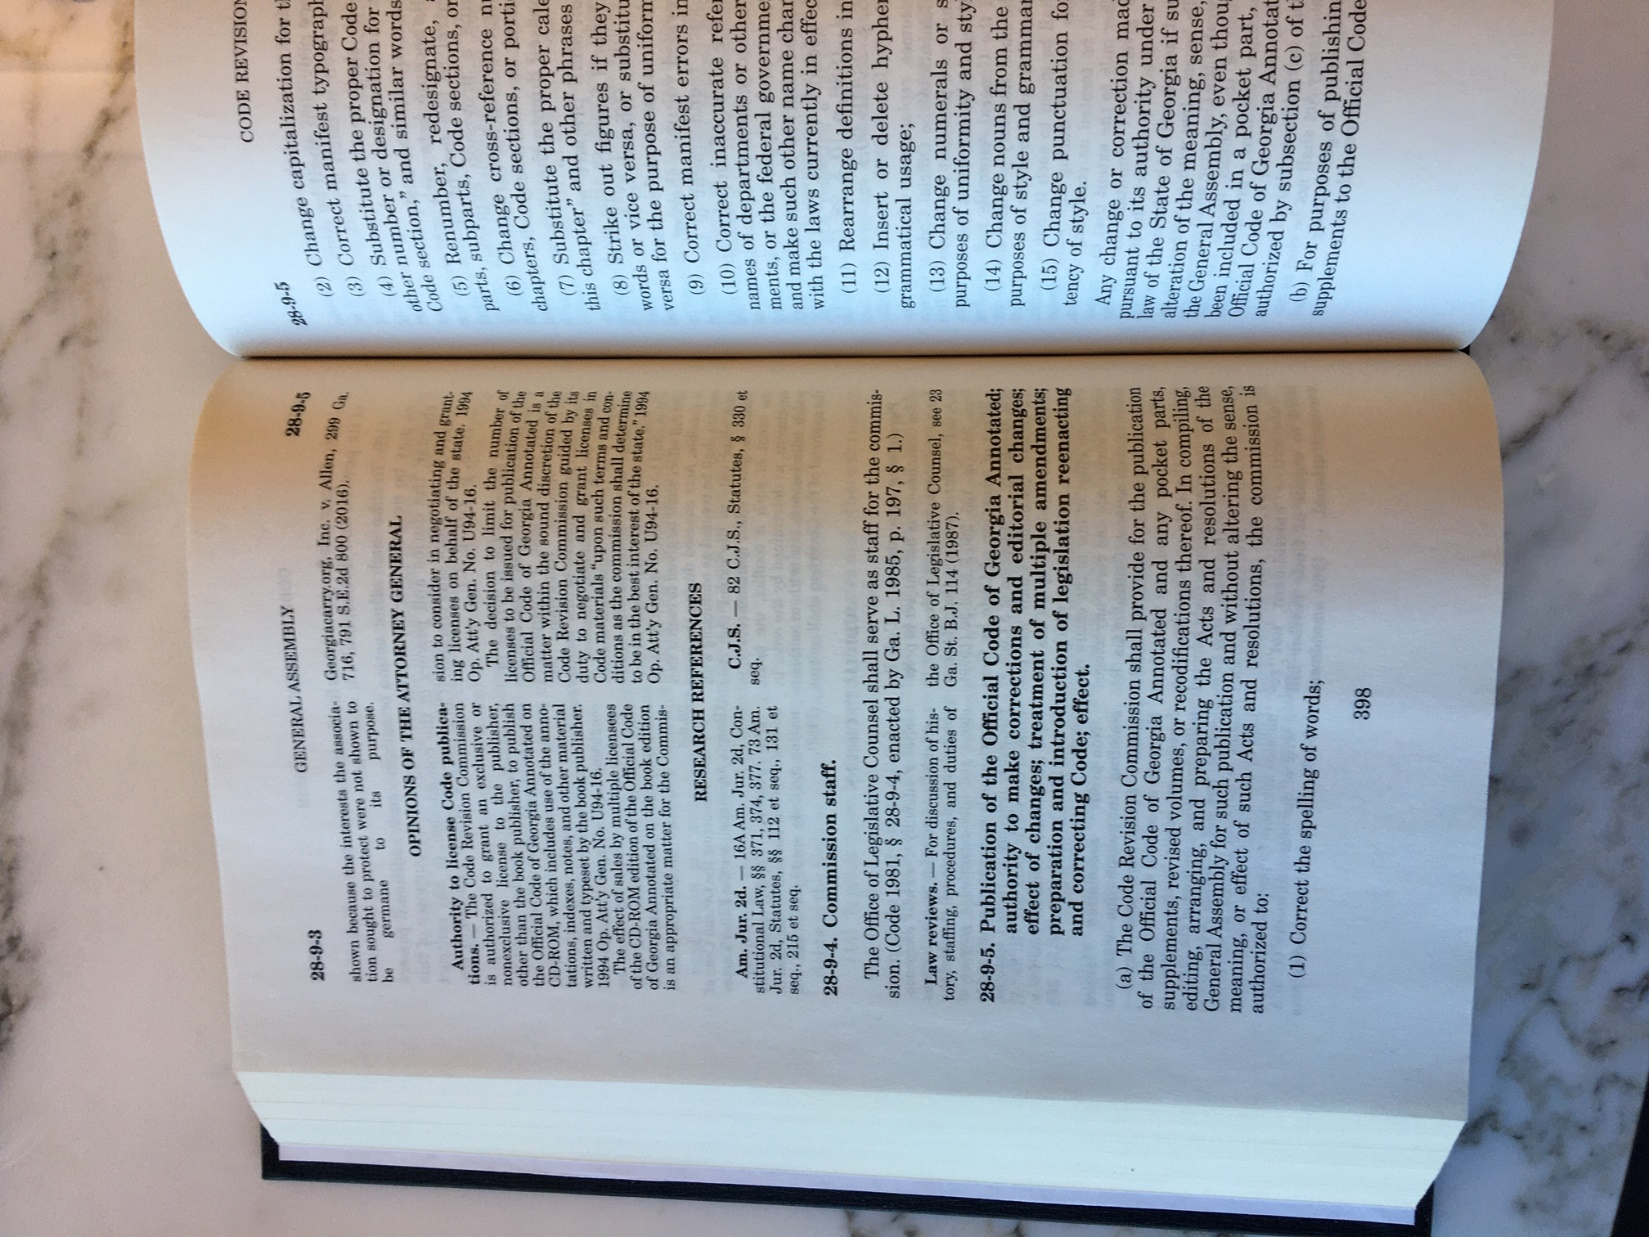 28-9-3 GENERAL ASSEMBLY 28-9-5
shown because the interests the associa-
tion sought to protect were not shown to
be germane to its purpose.
Georgiacarry.org, Inc. v. Allen, 299 Ga.
716, 791 S.E.2d 800 (2016).
OPINIONS OF THE ATTORNEY GENERAL
Authority to license Code publica-
tions. — The Code Revision Commission
is authorized to grant an exclusive or
nonexclusive license to the publisher,
other than the book publisher, to publish
the Official Code of Georgia Annotated on
CD-ROM, which includes use of the anno-
tations, indexes, notes, and other material
written and typeset by the book publisher.
1994 Op. Att'y Gen. No. U94-16.
The effect of sales by multiple licensees
of the CD-ROM edition of the Official Code
of Georgia Annotated on the book edition
is an appropriate matter for the Commis-
sion to consider in negotiating and grant-
ing licenses on behalf of the state. 1994
Op. Att'y Gen. No. U94-16.
The decision to limit the number of
licenses to be issued for publication of the
Official Code of Georgia Annotated is a
matter within the sound discretion of the
Code Revision Commission guided by its
duty to negotiate and grant licenses in
Code materials "upon such terms and con-
ditions as the commission shall determine
to be in the best interest of the state." 1994
Op. Att'y Gen. No. U94-16.
RESEARCH REFERENCES
Am. Jur. 2d. — 16A Am. Jur. 2d, Con-
stitutional Law, §§ 371, 374, 377. 73 Am.
Jur. 2d, Statutes, §§ 112 et seq., 131 et
seq., 215 et seq.
C.J.S. — 82 C.J.S., Statutes, § 330 et
seq.
28-9-4. Commission staff.
The Office of Legislative Counsel shall serve as staff for the commis-
sion. (Code 1981, § 28-9-4, enacted by Ga. L. 1985, p. 197, § 1.)
Law reviews. — For discussion of his-
tory, staffing, procedures, and duties of
the Office of Legislative Counsel, see 23
Ga. St. B.J. 114 (1987).
28-9-5. Publication of the Official Code of Georgia Annotated;
authority to make corrections and editorial changes;
effect of changes; treatment of multiple amendments;
preparation and introduction of legislation reenacting
and correcting Code; effect.
(a) The Code Revision Commission shall provide for the publication
of the Official Code of Georgia Annotated and any pocket parts,
supplements, revised volumes, or recodifications thereof. In compiling,
editing, arranging, and preparing the Acts and resolutions of the
General Assembly for such publication and without altering the sense,
meaning, or effect of such Acts and resolutions, the commission is
authorized to:
(1) Correct the spelling of words;
398
28-9-5 CODE REVISION
(2) Change capitalization for
(3) Correct manifest typograph
(4) Substitute the proper Code
other number or designation for
Code section," and similar words
(5) Renumber, redesignate,
parts, subparts, Code sections, or
(6) Change cross-reference
chapters, Code sections, or porti
(7) Substitute the proper cale
this chapter" and other phrases
(8) Strike out figures if they
words or vice versa, or substitu
versa for the purpose of uniform
(9) Correct manifest errors in
(10) Correct inaccurate refer
names of departments or other
ments, or the federal governme
and make such other name chan
with the laws currently in effec
(11) Rearrange definitions in
(12) Insert or delete hyphe
grammatical usage;
(13) Change numerals or s
purposes of uniformity and sty
(14) Change nouns from the
purposes of style and gramma
(15) Change punctuation fo
tency of style.
Any change or correction mad
pursuant to its authority under
law of the State of Georgia if su
alteration of the meaning, sense,
the General Assembly, even thou
been included in a pocket part,
Official Code of Georgia Annotat
authorized by subsection (c) of t
(b) For purposes of publishin
supplements to the Official Code